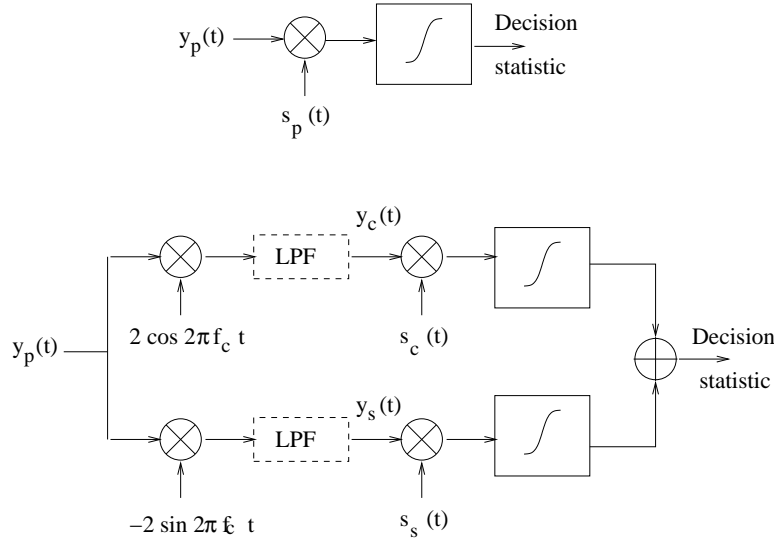 y_p(t)
Decision
statistic
s_p(t)
y_c(t)
LPF
2 cos 2π f_c t
s_c(t)
y_p(t)
Decision
statistic
y_s(t)
LPF
−2 sin 2π f_c t
s_s(t)